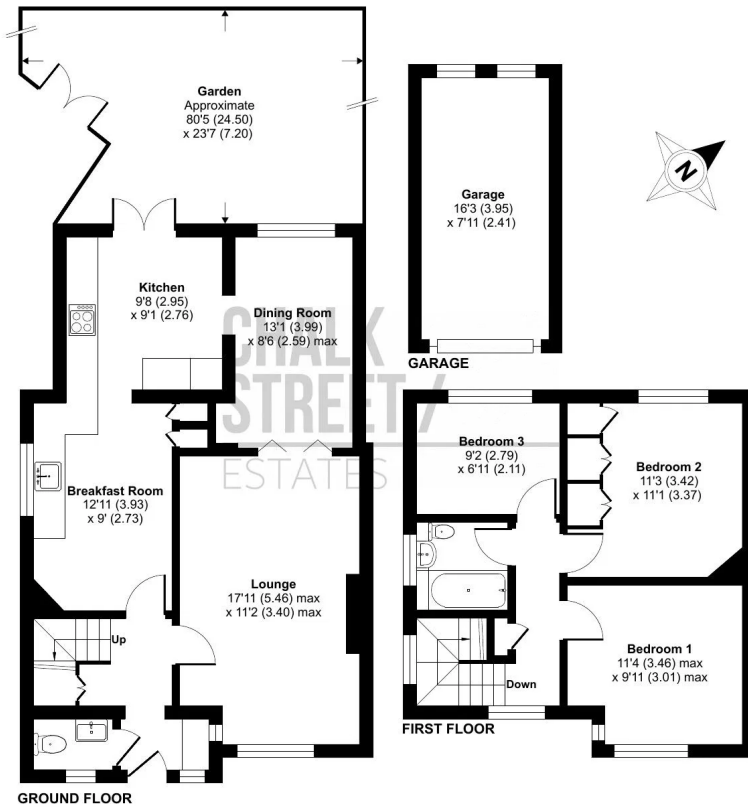 Garden
Approximate
80'5 (24.50)
x 23'7 (7.20)
Garage
16'3 (3.95)
x 7'11 (2.41)
N
Kitchen
9'8 (2.95)
x 9'1 (2.76)
Dining Room
13'1 (3.99)
x 8'6 (2.59) max
GARAGE
CHALK
STREET /
ESTATES
Breakfast Room
12'11 (3.93)
x 9' (2.73)
Bedroom 3
9'2 (2.79)
x 6'11 (2.11)
Bedroom 2
11'3 (3.42)
x 11'1 (3.37)
Lounge
17'11 (5.46) max
x 11'2 (3.40) max
Up
Bedroom 1
11'4 (3.46) max
x 9'11 (3.01) max
Down
FIRST FLOOR
GROUND FLOOR